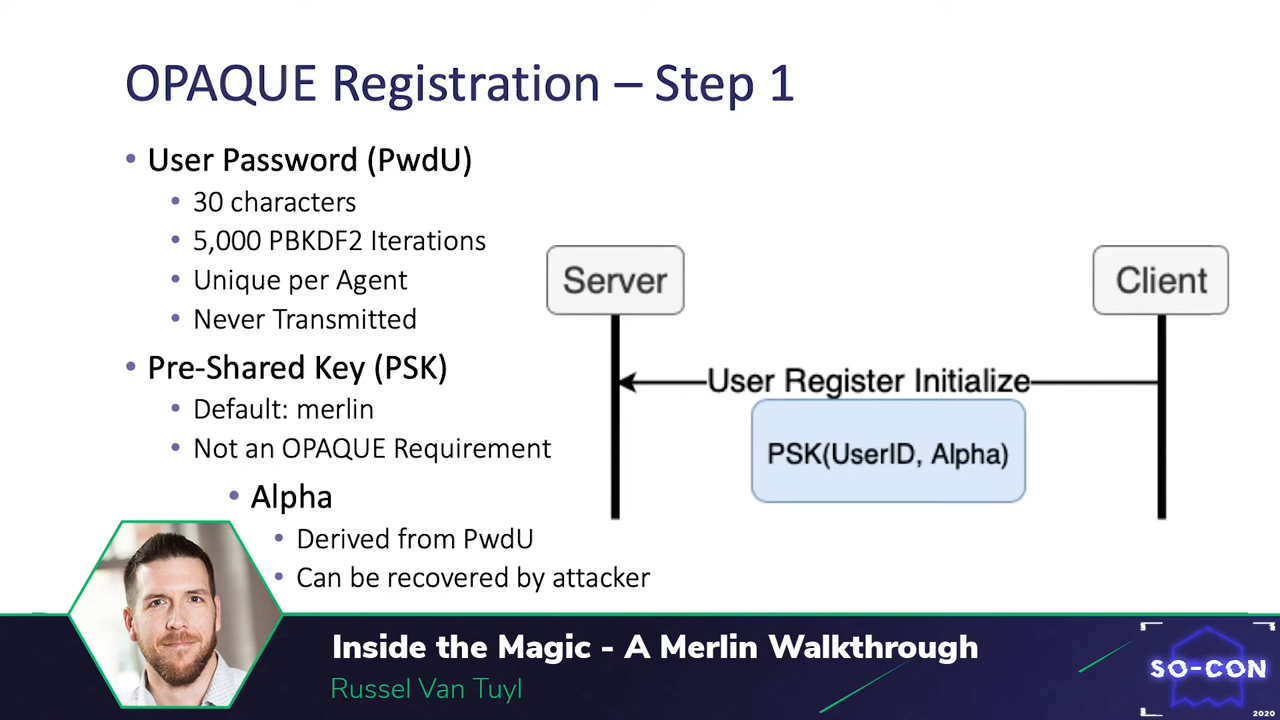 OPAQUE Registration – Step 1
• User Password (PwdU)
• 30 characters
• 5,000 PBKDF2 Iterations
• Unique per Agent
• Never Transmitted
• Pre-Shared Key (PSK)
• Default: merlin
• Not an OPAQUE Requirement
• Alpha
• Derived from PwdU
• Can be recovered by attacker
Server
Client
User Register Initialize
PSK(UserID, Alpha)
Inside the Magic - A Merlin Walkthrough
Russel Van Tuyl
SO-CON
2020